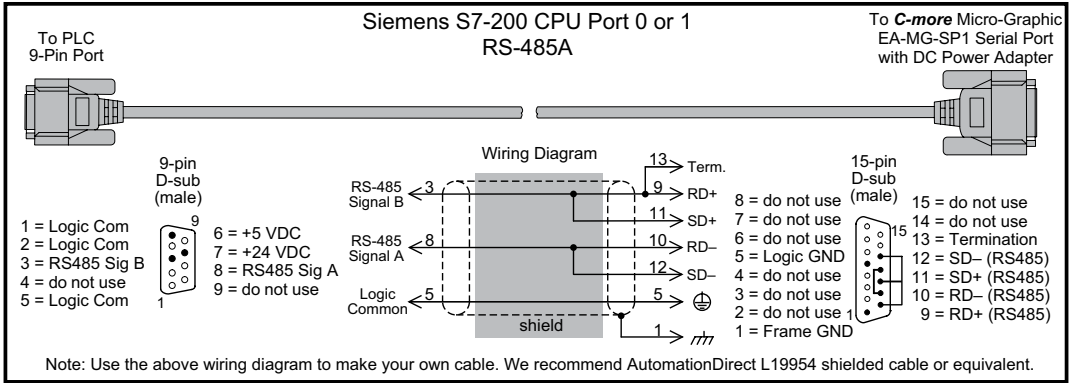 Siemens S7-200 CPU Port 0 or 1
RS-485A
To PLC
9-Pin Port
To C-more Micro-Graphic
EA-MG-SP1 Serial Port
with DC Power Adapter
9-pin
D-sub
(male)
9
1
1 = Logic Com
2 = Logic Com
3 = RS485 Sig B
4 = do not use
5 = Logic Com
6 = +5 VDC
7 = +24 VDC
8 = RS485 Sig A
9 = do not use
Wiring Diagram
13 Term.
RS-485
Signal B
3
9 RD+
11 SD+
RS-485
Signal A
8
10 RD–
12 SD–
Logic
Common
5
5
shield
1
8 = do not use
7 = do not use
6 = do not use
5 = Logic GND
4 = do not use
3 = do not use
2 = do not use
1 = Frame GND
15-pin
D-sub
(male)
15
1
15 = do not use
14 = do not use
13 = Termination
12 = SD– (RS485)
11 = SD+ (RS485)
10 = RD– (RS485)
9 = RD+ (RS485)
Note: Use the above wiring diagram to make your own cable. We recommend AutomationDirect L19954 shielded cable or equivalent.